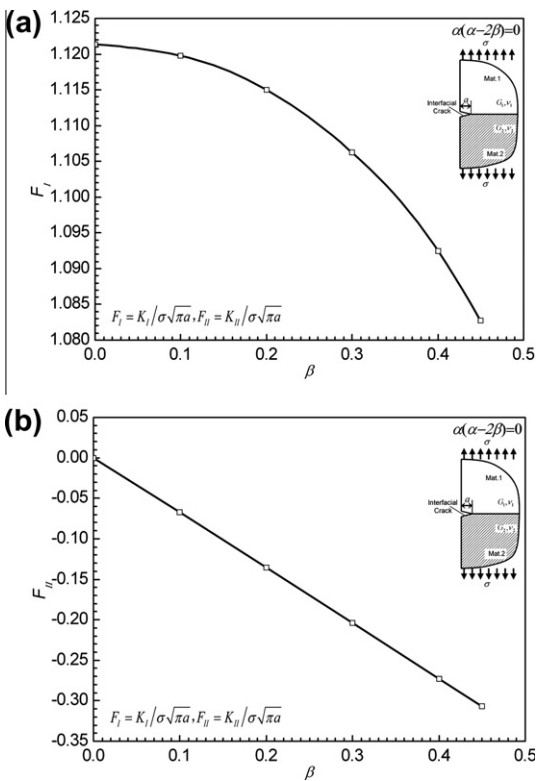 (a)
1.125
1.120
1.115
1.110
1.105
1.100
1.095
1.090
1.085
1.080
F_I
0.0 0.1 0.2 0.3 0.4 0.5
β
F_I = K_I/σ√πa, F_II = K_II/σ√πa
α(α−2β)=0
σ
Mat.1
a
G₁,ν₁
Interfacial
Crack
G₂,ν₂
Mat.2
σ
(b)
0.05
0.00
-0.05
-0.10
-0.15
-0.20
-0.25
-0.30
-0.35
F_II
0.0 0.1 0.2 0.3 0.4 0.5
β
F_I = K_I/σ√πa, F_II = K_II/σ√πa
α(α−2β)=0
σ
Mat.1
a
G₁,ν₁
Interfacial
Crack
G₂,ν₂
Mat.2
σ